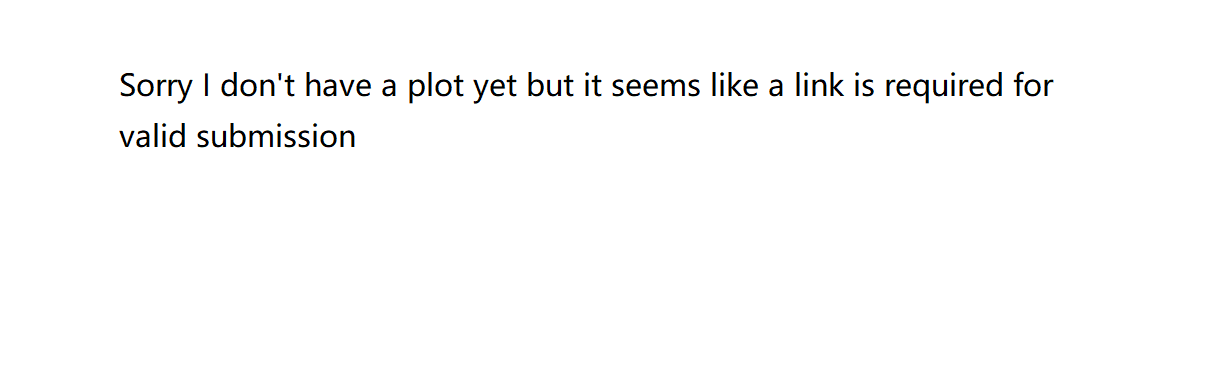 Sorry I don't have a plot yet but it seems like a link is required for
valid submission